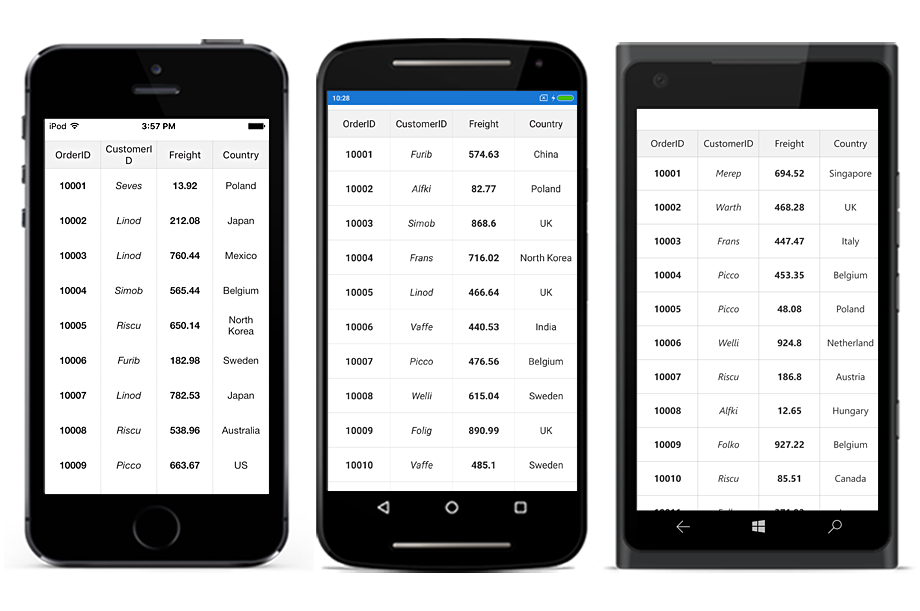 iPod 3:57 PM
OrderID CustomerI
D Freight Country
10001 Seves 13.92 Poland
10002 Linod 212.08 Japan
10003 Linod 760.44 Mexico
10004 Simob 565.44 Belgium
10005 Riscu 650.14 North
Korea
10006 Furib 182.98 Sweden
10007 Linod 782.53 Japan
10008 Riscu 538.96 Australia
10009 Picco 663.67 US
10:28
OrderID CustomerID Freight Country
10001 Furib 574.63 China
10002 Alfki 82.77 Poland
10003 Simob 868.6 UK
10004 Frans 716.02 North Korea
10005 Linod 466.64 UK
10006 Vaffe 440.53 India
10007 Picco 476.56 Belgium
10008 Welli 615.04 Sweden
10009 Folig 890.99 UK
10010 Vaffe 485.1 Sweden
OrderID CustomerID Freight Country
10001 Merep 694.52 Singapore
10002 Warth 468.28 UK
10003 Frans 447.47 Italy
10004 Picco 453.35 Belgium
10005 Picco 48.08 Poland
10006 Welli 924.8 Netherland
10007 Riscu 186.8 Austria
10008 Alfki 12.65 Hungary
10009 Folko 927.22 Belgium
10010 Riscu 85.51 Canada